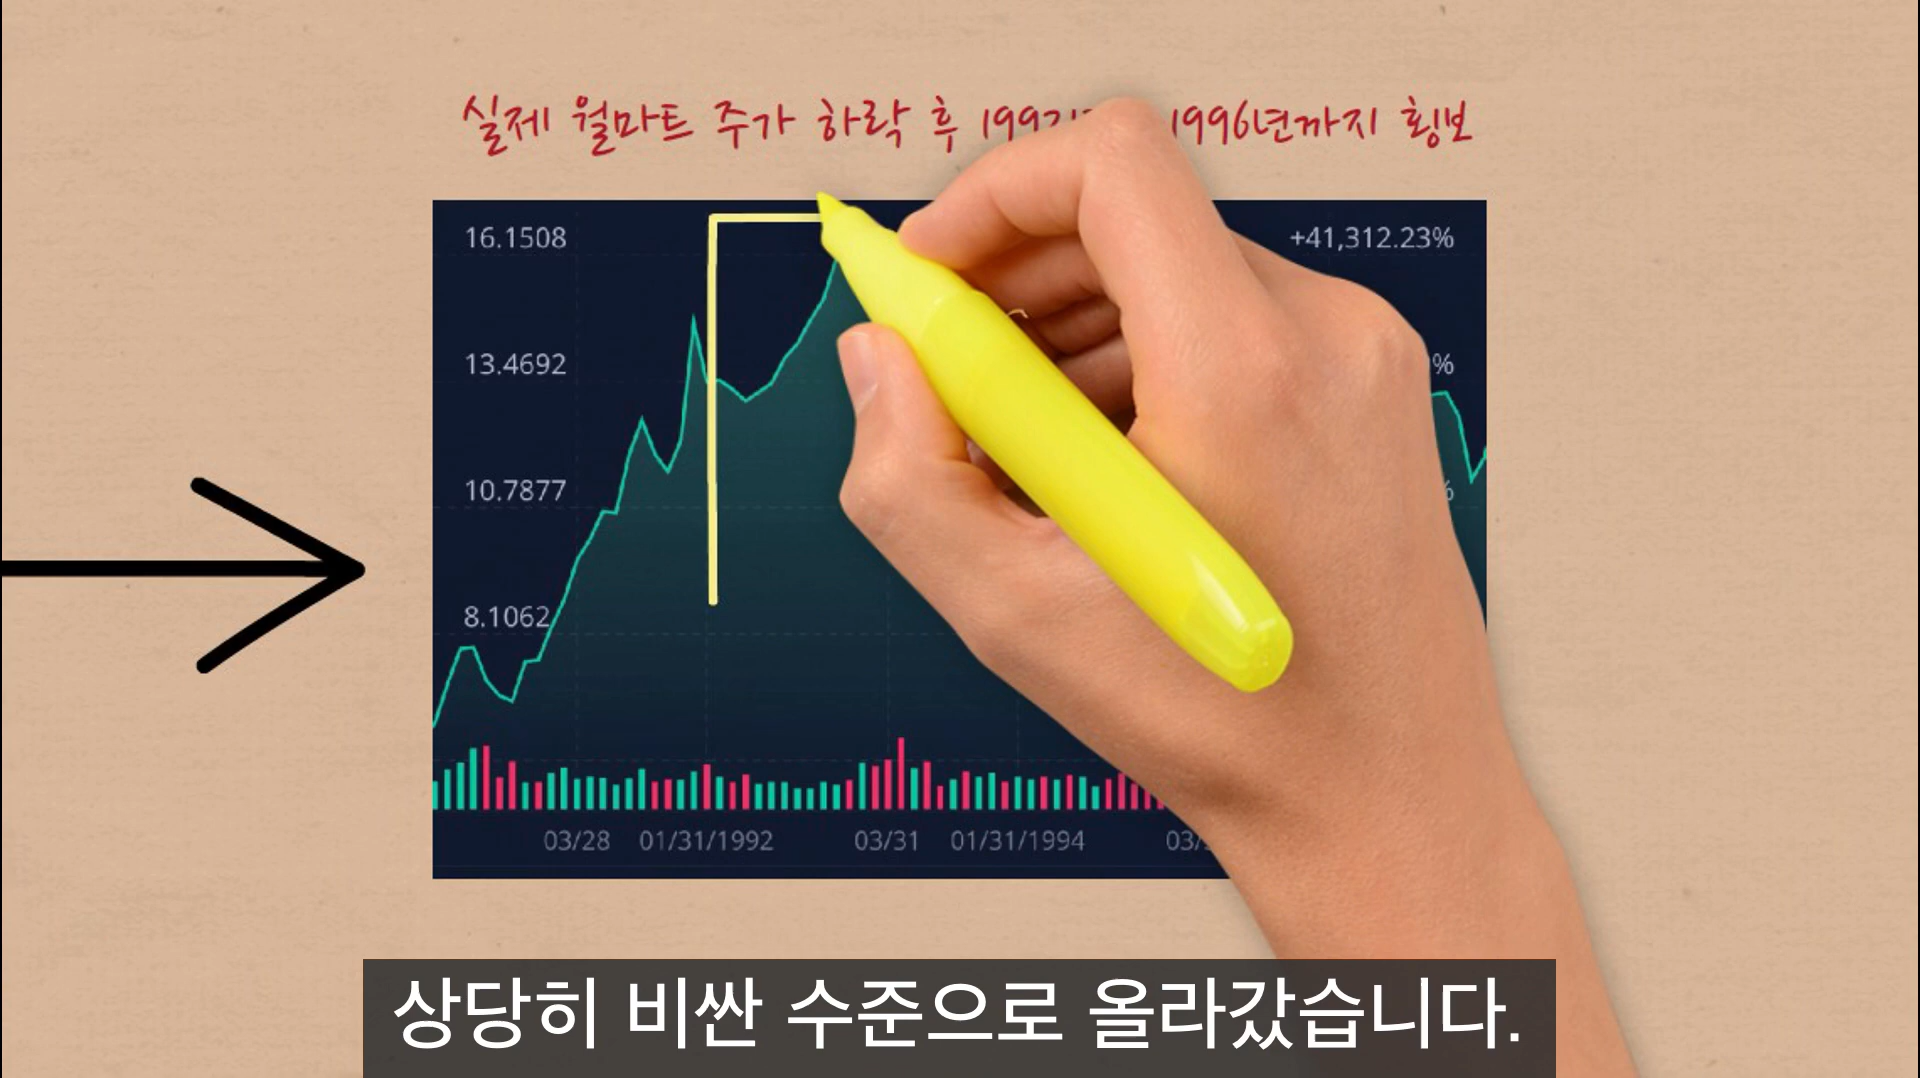 실제 월마트 주가 하락 후 1996년까지 횡보
16.1508 +41,312.23%
13.4692
10.7877
8.1062
03/28 01/31/1992 03/31 01/31/1994
상당히 비싼 수준으로 올라갔습니다.